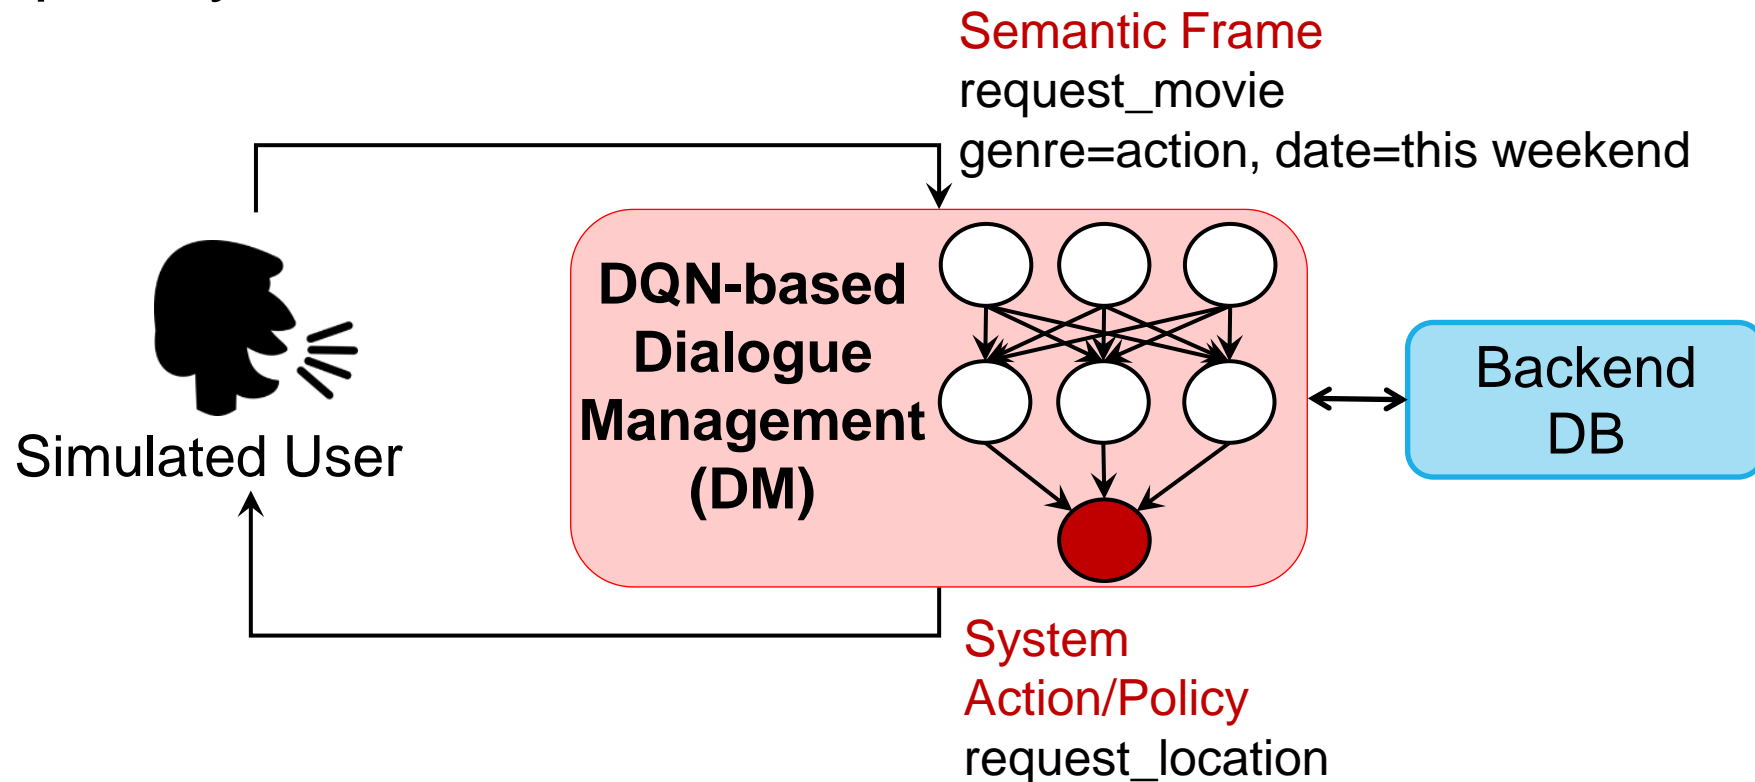 Semantic Frame
request_movie
genre=action, date=this weekend
DQN-based
Dialogue
Management
(DM)
Backend
DB
Simulated User
System
Action/Policy
request_location